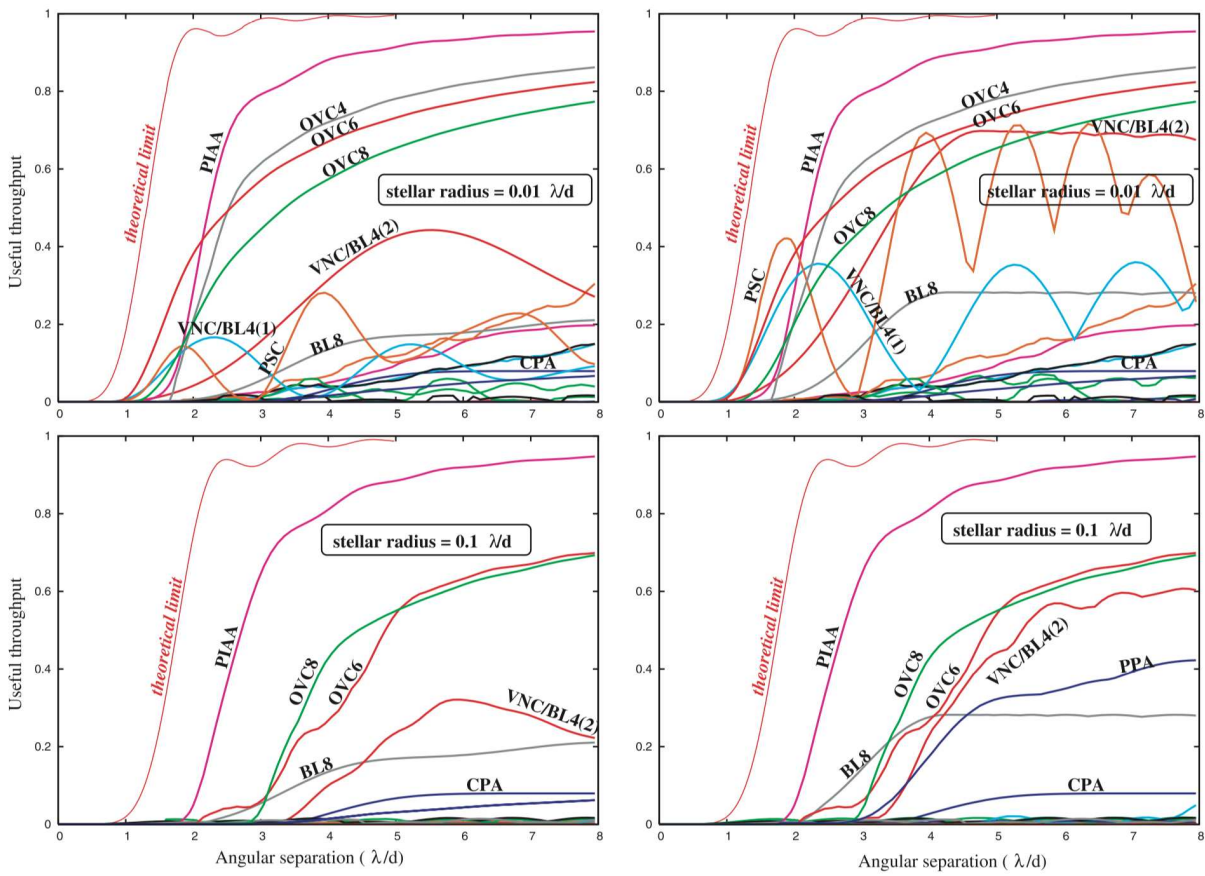 1
0.8
0.6
0.4
0.2
0
Useful throughput
theoretical limit
PIAA
OVC4
OVC6
OVC8
stellar radius = 0.01 λ/d
VNC/BL4(2)
VNC/BL4(1)
PSC
BL8
CPA
0 1 2 3 4 5 6 7 8
1
0.8
0.6
0.4
0.2
0
theoretical limit
PIAA
OVC4
OVC6
VNC/BL4(2)
stellar radius = 0.01 λ/d
OVC8
PSC
VNC/BL4(1)
BL8
CPA
0 1 2 3 4 5 6 7 8
1
0.8
0.6
0.4
0.2
0
Useful throughput
stellar radius = 0.1 λ/d
theoretical limit
PIAA
OVC8
OVC6
VNC/BL4(2)
BL8
CPA
0 1 2 3 4 5 6 7 8
Angular separation ( λ/d)
1
0.8
0.6
0.4
0.2
0
stellar radius = 0.1 λ/d
theoretical limit
PIAA
OVC8
OVC6
VNC/BL4(2)
PPA
BL8
CPA
0 1 2 3 4 5 6 7 8
Angular separation ( λ/d)